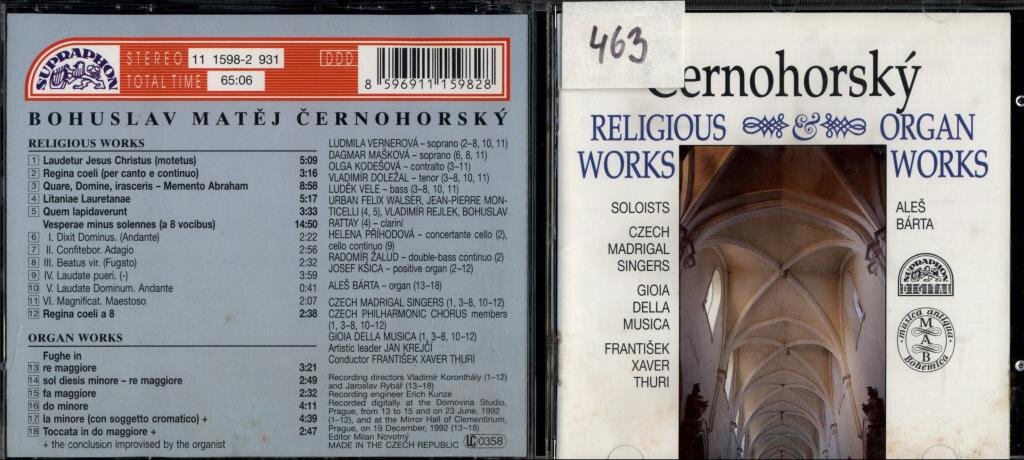 SUPRAPHON
STEREO 11 1598-2 931 DDD
TOTAL TIME 65:06
8 596911 159828
BOHUSLAV MATĚJ ČERNOHORSKÝ
RELIGIOUS WORKS
1 Laudetur Jesus Christus (motetus) 5:09
2 Regina coeli (per canto e continuo) 3:16
3 Quare, Domine, irasceris – Memento Abraham 8:58
4 Litaniae Lauretanae 5:17
5 Quem lapidaverunt 3:33
Vesperae minus solennes (a 8 vocibus) 14:50
6 I. Dixit Dominus. (Andante) 2:22
7 II. Confitebor. Adagio 2:56
8 III. Beatus vir. (Fugato) 2:32
9 IV. Laudate pueri. (-) 3:59
10 V. Laudate Dominum. Andante 0:41
11 VI. Magnificat. Maestoso 2:07
12 Regina coeli a 8 2:38
ORGAN WORKS
Fughe in
13 re maggiore 3:21
14 sol diesis minore – re maggiore 2:49
15 fa maggiore 2:32
16 do minore 4:11
17 la minore (con soggetto cromatico) + 4:39
18 Toccata in do maggiore + 2:47
+ the conclusion improvised by the organist
LUDMILA VERNEROVÁ – soprano (2–8, 10, 11)
DAGMAR MAŠKOVÁ – soprano (6, 8, 11)
OLGA KODEŠOVÁ – contralto (3–11)
VLADIMÍR DOLEŽAL – tenor (3–8, 10, 11)
LUDĚK VELE – bass (3–8, 10, 11)
URBAN FELIX WALSER, JEAN-PIERRE MON-
TICELLI (4, 5), VLADIMÍR REJLEK, BOHUSLAV
RATTAY (4) – clarini
HELENA PŘÍHODOVÁ – concertante cello (2),
cello continuo (9)
RADOMÍR ŽALUD – double-bass continuo (2)
JOSEF KŠICA – positive organ (2–12)
ALEŠ BÁRTA – organ (13–18)
CZECH MADRIGAL SINGERS (1, 3–8, 10–12)
CZECH PHILHARMONIC CHORUS members
(1, 3–8, 10–11)
GIOIA DELLA MUSICA (1, 3–8, 10–12)
Artistic leader JAN KREJČÍ
Conductor FRANTIŠEK XAVER THURI
Recording directors Vladimír Koronthály (1–12)
and Jaroslav Rybář (13–18)
Recording engineer Erich Kunze
Recorded digitally at the Domovina Studio,
Prague, from 13 to 15 and on 23 June, 1992
(1–12), and at the Mirror Hall of Clementinum,
Prague, on 19 December, 1992 (13–18)
Editor Milan Novotný
MADE IN THE CZECH REPUBLIC LC 0358
463
ernohorský
RELIGIOUS & ORGAN
WORKS WORKS
SOLOISTS
CZECH
MADRIGAL
SINGERS
GIOIA
DELLA
MUSICA
FRANTIŠEK
XAVER
THURI
ALEŠ
BÁRTA
SUPRAPHON
DIGITAL
musica antiqua
MAB
Bohemica